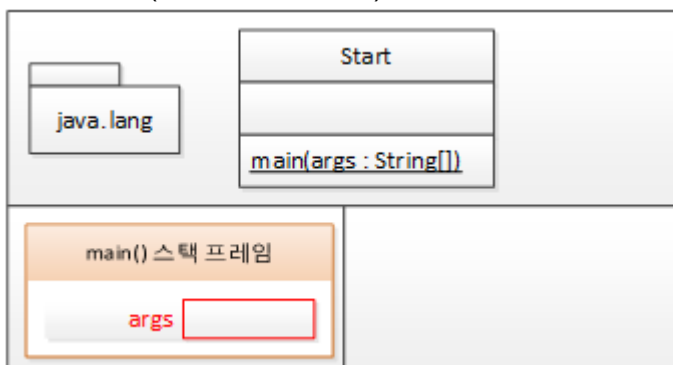 Start
java.lang
main(args : String[])
main() 스택 프레임
args